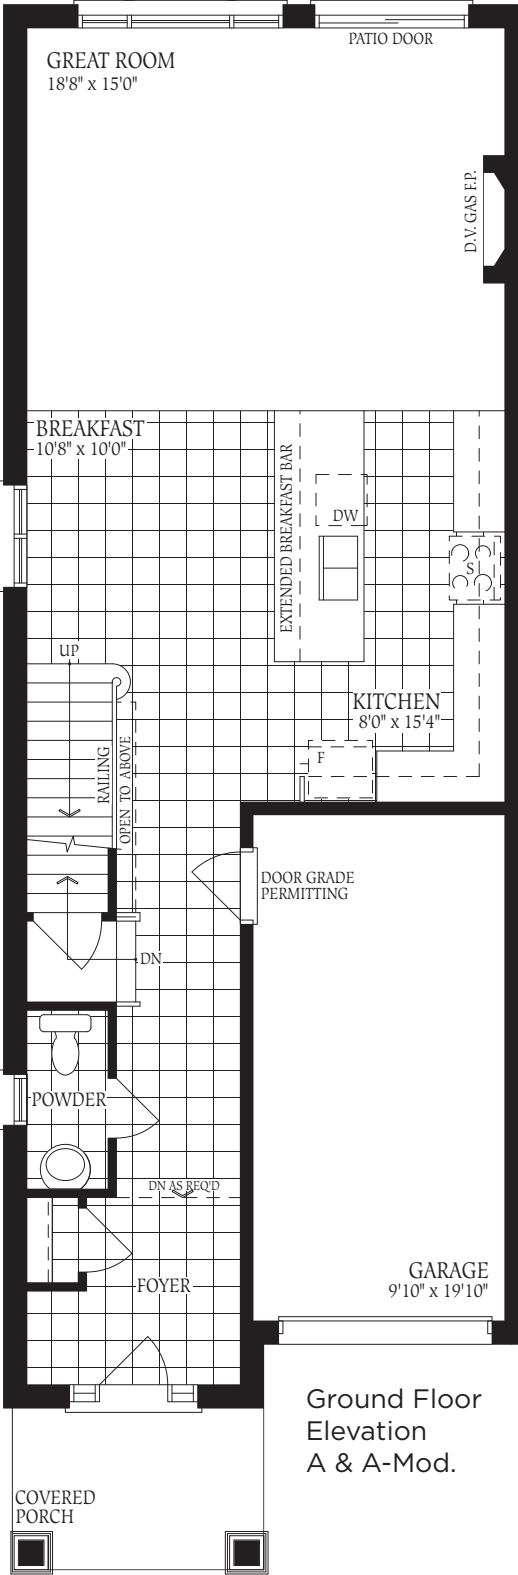 PATIO DOOR
GREAT ROOM
18'8" x 15'0"
D.V. GAS F.P.
BREAKFAST
10'8" x 10'0"
EXTENDED BREAKFAST BAR
DW
S
UP
KITCHEN
8'0" x 15'4"
RAILING
OPEN TO ABOVE
F
DOOR GRADE
PERMITTING
DN
POWDER
DN AS REQ'D
FOYER
GARAGE
9'10" x 19'10"
Ground Floor
Elevation
A & A-Mod.
COVERED
PORCH